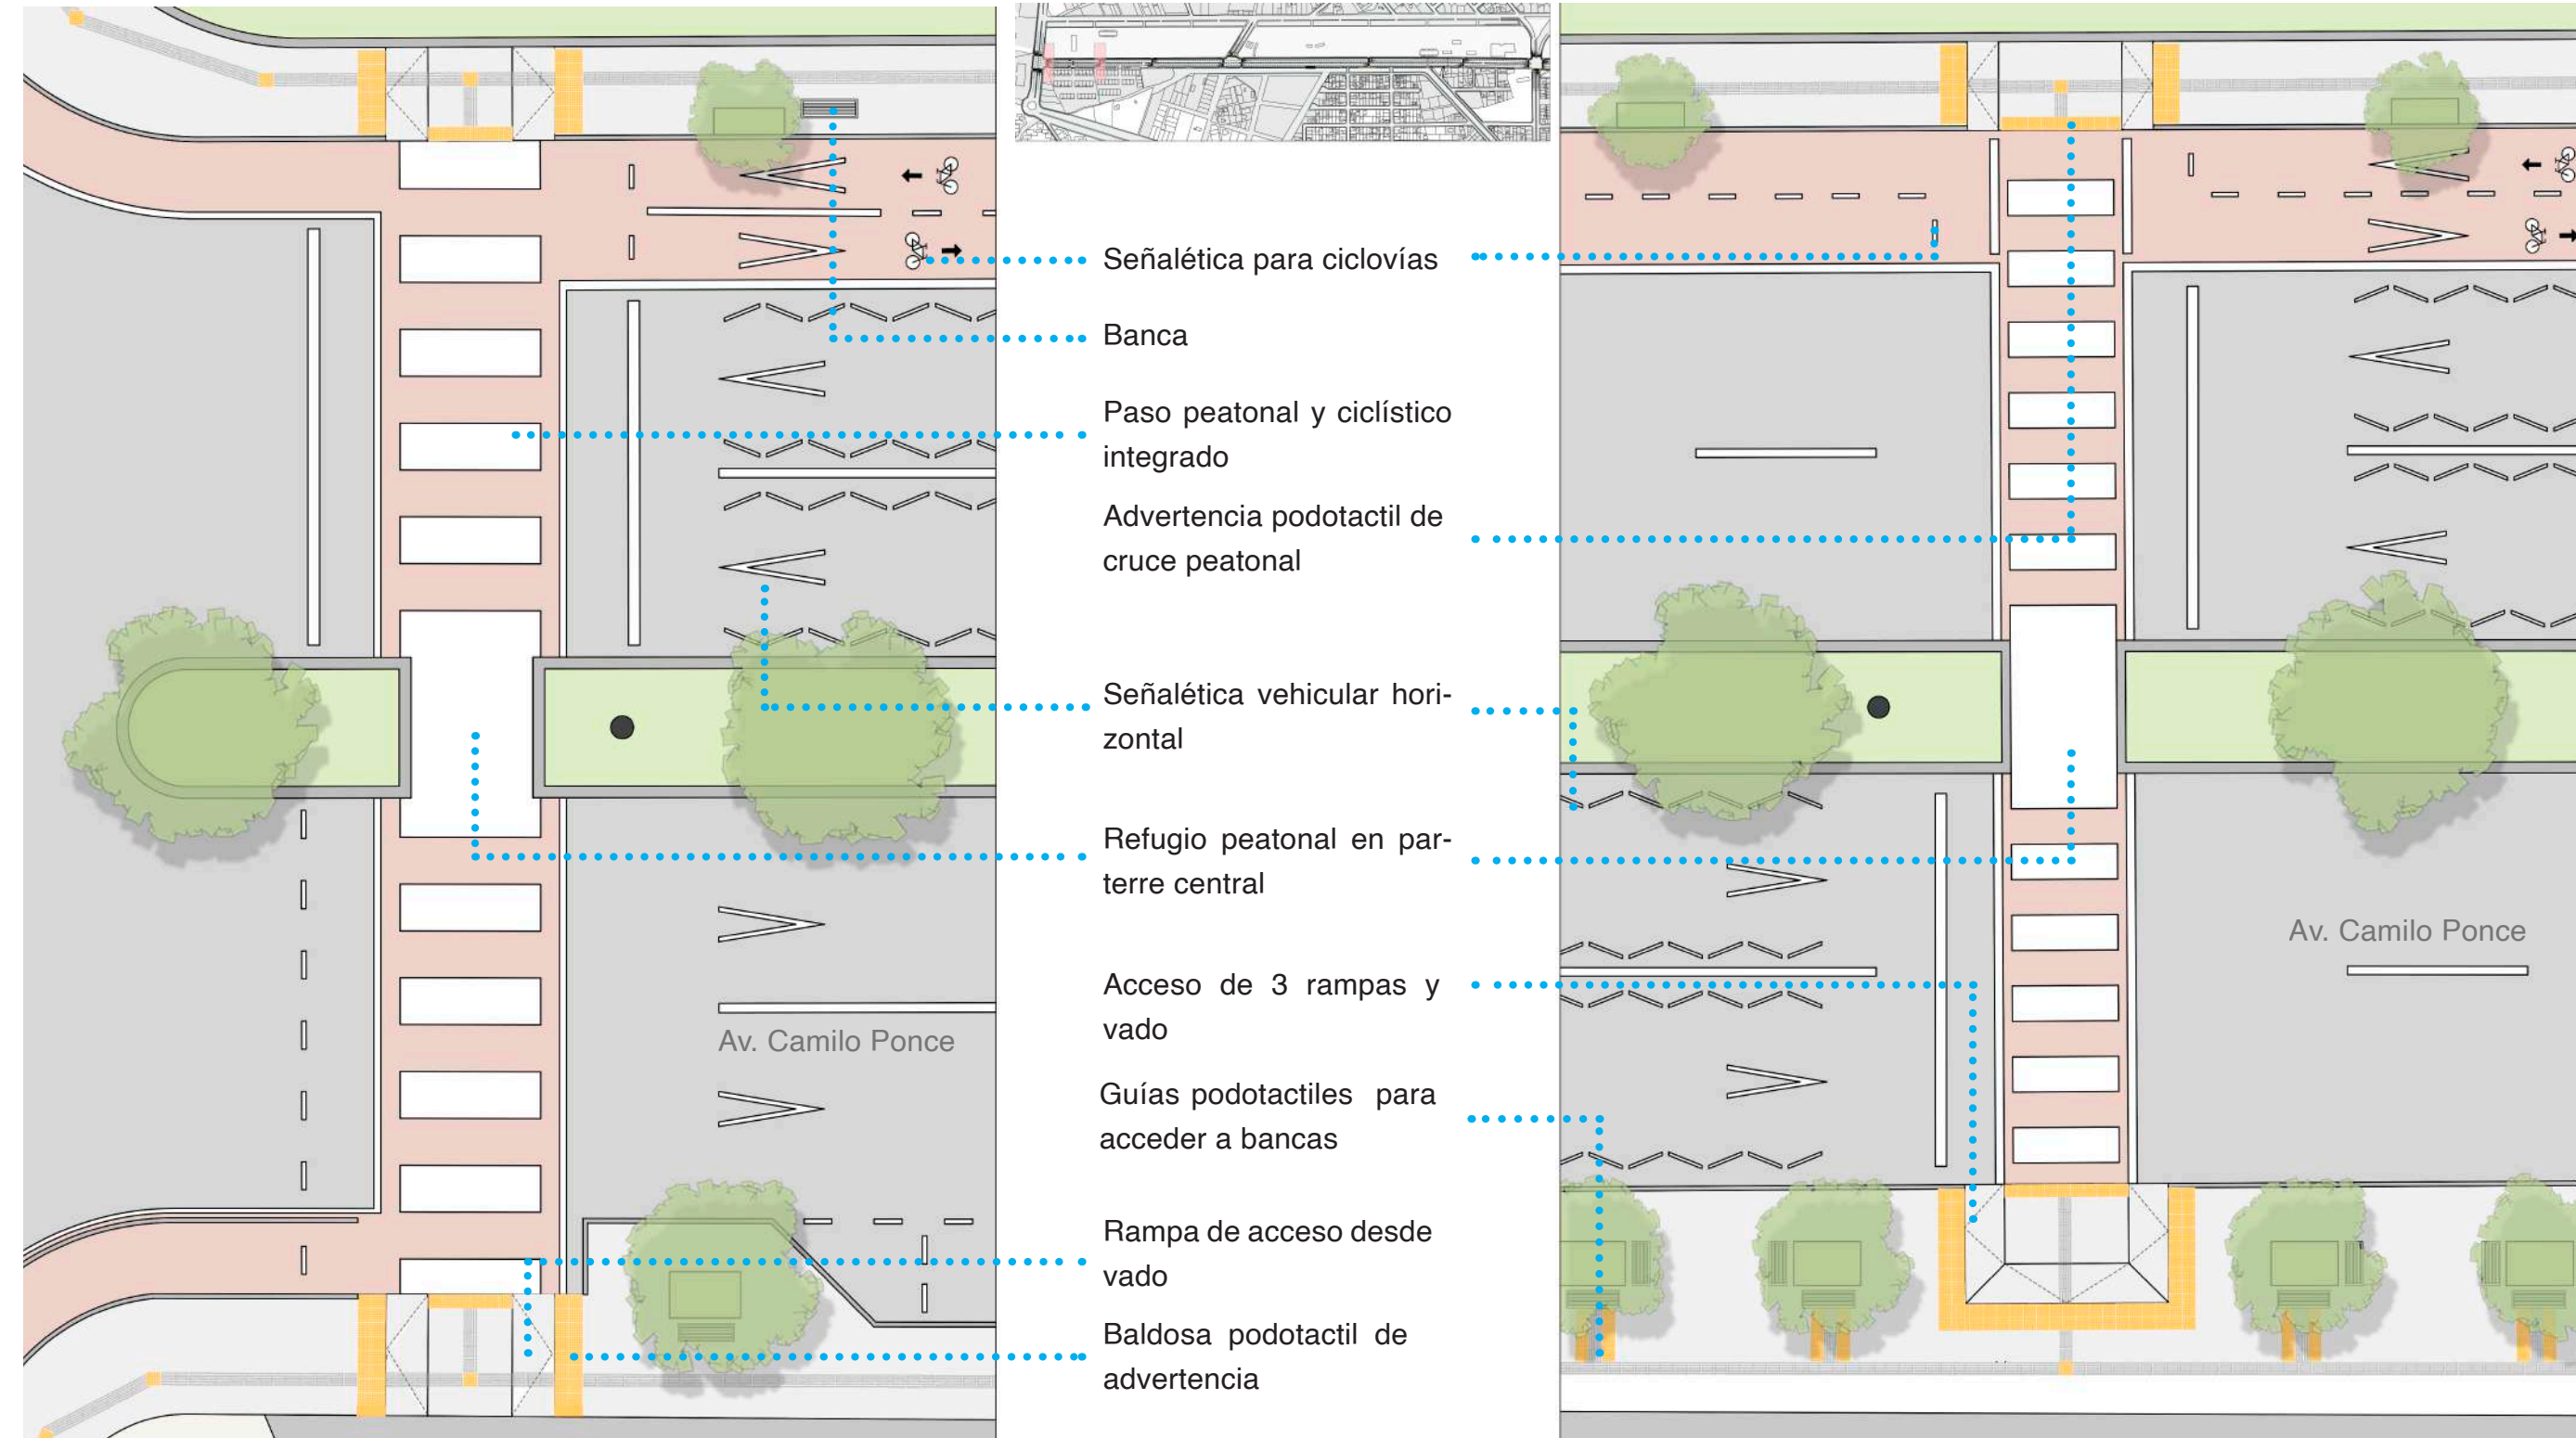 Señalética para ciclovías
Banca
Paso peatonal y ciclístico
integrado
Advertencia podotactil de
cruce peatonal
Señalética vehicular hori-
zontal
Refugio peatonal en par-
terre central
Acceso de 3 rampas y
vado
Guías podotactiles para
acceder a bancas
Rampa de acceso desde
vado
Baldosa podotactil de
advertencia
Av. Camilo Ponce
Av. Camilo Ponce